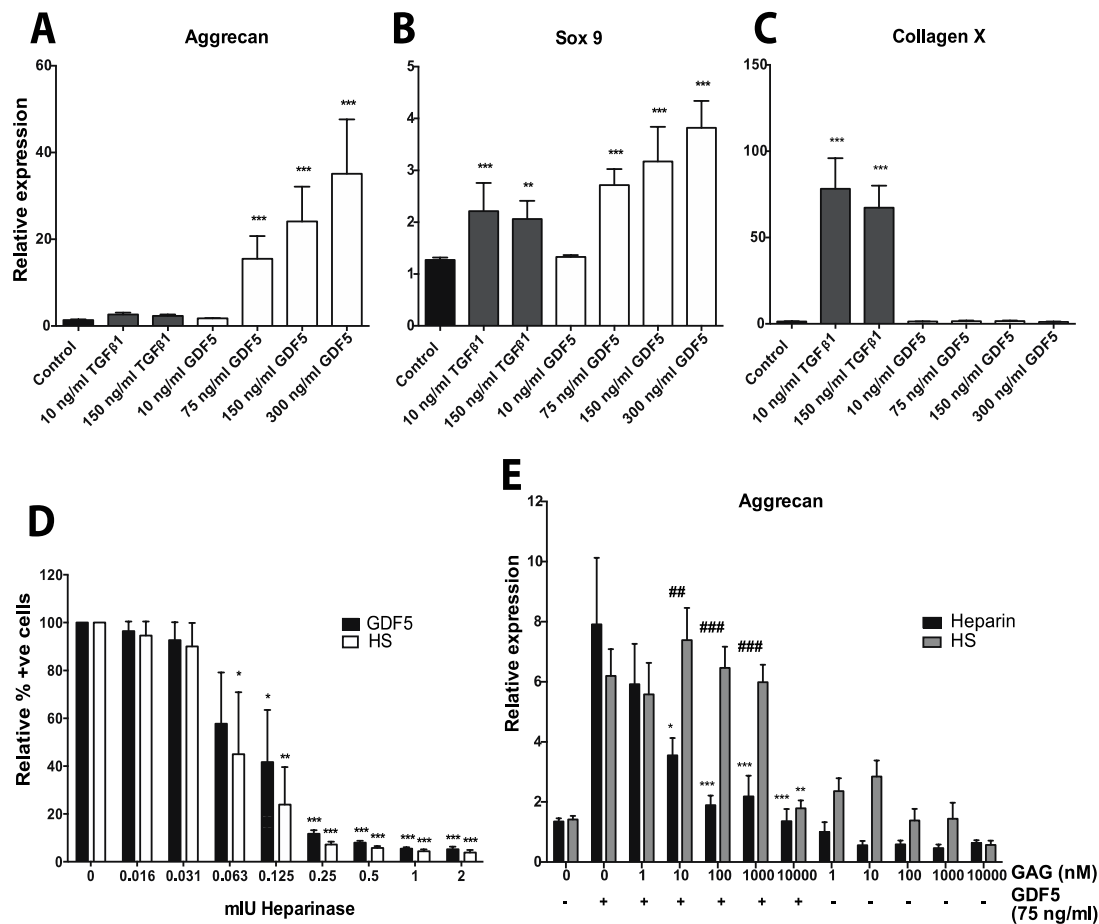 A
Aggrecan
Relative expression
60
40
20
0
***
***
***
Control
10 ng/ml TGFβ1
150 ng/ml TGFβ1
10 ng/ml GDF5
75 ng/ml GDF5
150 ng/ml GDF5
300 ng/ml GDF5
B
Sox 9
5
4
3
2
1
0
***
**
***
***
***
Control
10 ng/ml TGFβ1
150 ng/ml TGFβ1
10 ng/ml GDF5
75 ng/ml GDF5
150 ng/ml GDF5
300 ng/ml GDF5
C
Collagen X
150
100
50
0
***
***
Control
10 ng/ml TGFβ1
150 ng/ml TGFβ1
10 ng/ml GDF5
75 ng/ml GDF5
150 ng/ml GDF5
300 ng/ml GDF5
D
Relative % +ve cells
120
100
80
60
40
20
0
GDF5
HS
* * ** *** *** *** *** *** *** *** ***
0 0.016 0.031 0.063 0.125 0.25 0.5 1 2
mIU Heparinase
E
Aggrecan
Relative expression
12
10
8
6
4
2
0
Heparin
HS
## ### ###
* *** *** *** **
0 0 1 10 100 1000 10000 1 10 100 1000 10000 GAG (nM)
- + + + + + + - - - - - GDF5
(75 ng/ml)